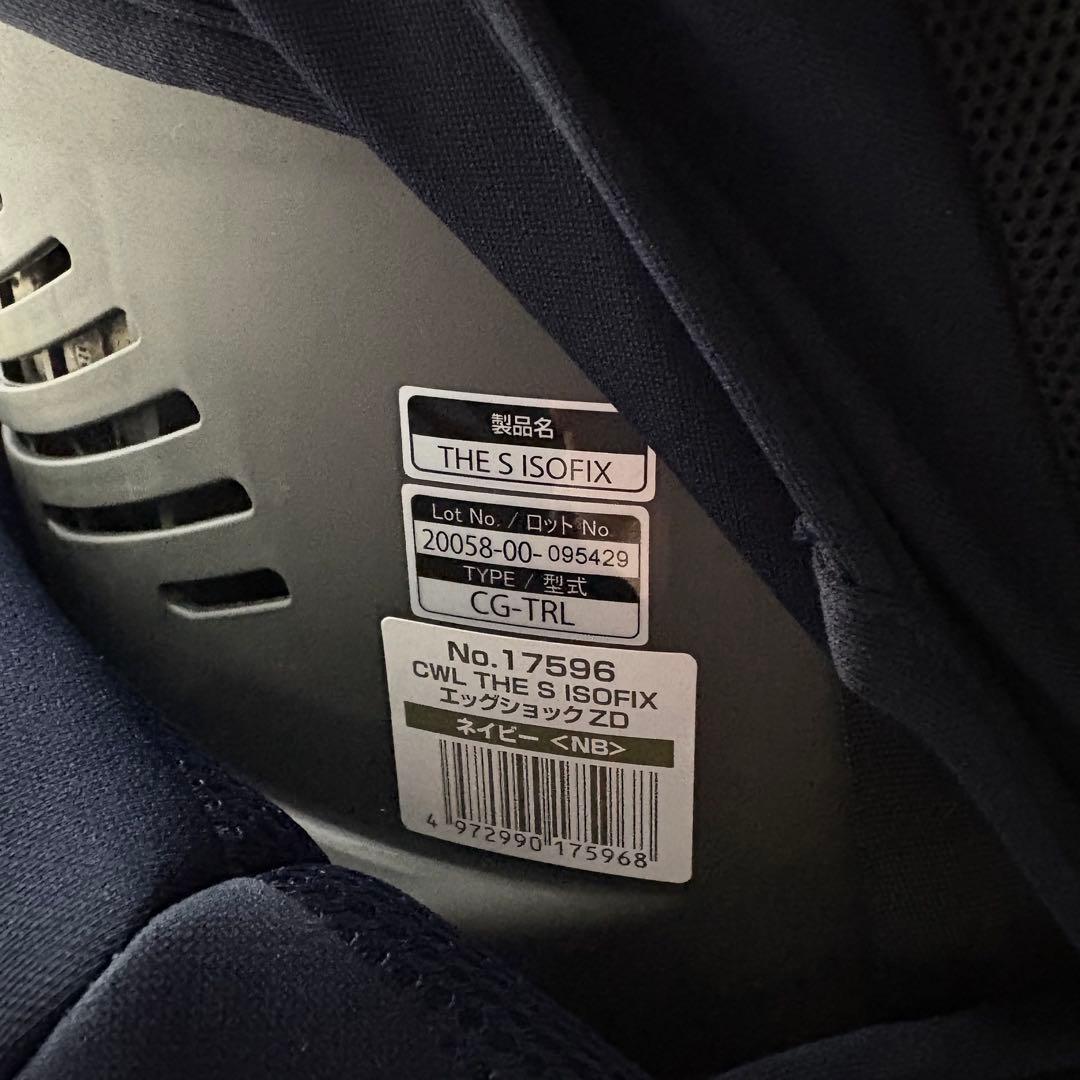 製品名
THE S ISOFIX
Lot No. / ロット No
20058-00-095429
TYPE / 型式
CG-TRL
No.17596
CWL THE S ISOFIX
エッグショックZD
ネイビー <NB>
4 972990 175968